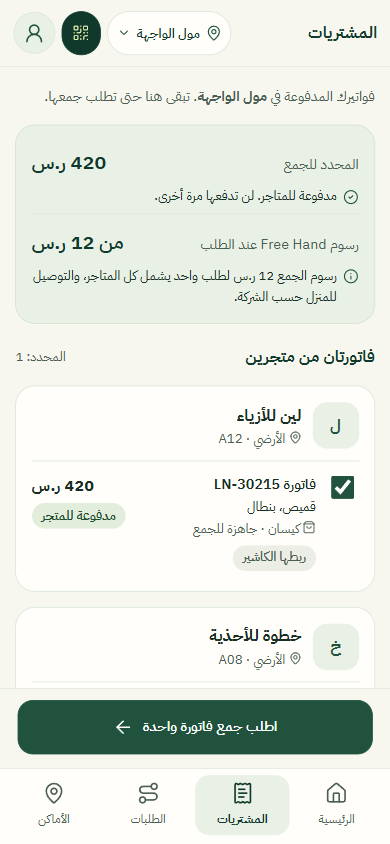 المشتريات
مول الواجهة
فواتيرك المدفوعة في مول الواجهة. تبقى هنا حتى تطلب جمعها.
المحدد للجمع
420 ر.س
مدفوعة للمتاجر. لن تدفعها مرة أخرى.
رسوم Free Hand عند الطلب
من 12 ر.س
رسوم الجمع 12 ر.س لطلب واحد يشمل كل المتاجر، والتوصيل
للمنزل حسب الشركة.
فاتورتان من متجرين
المحدد: 1
ل
لين للأزياء
الأرضي · A12
فاتورة LN-30215
420 ر.س
قميص، بنطال
مدفوعة للمتجر
كيسان · جاهزة للجمع
ربطها الكاشير
خ
خطوة للأحذية
الأرضي · A08
اطلب جمع فاتورة واحدة
الرئيسية
المشتريات
الطلبات
الأماكن